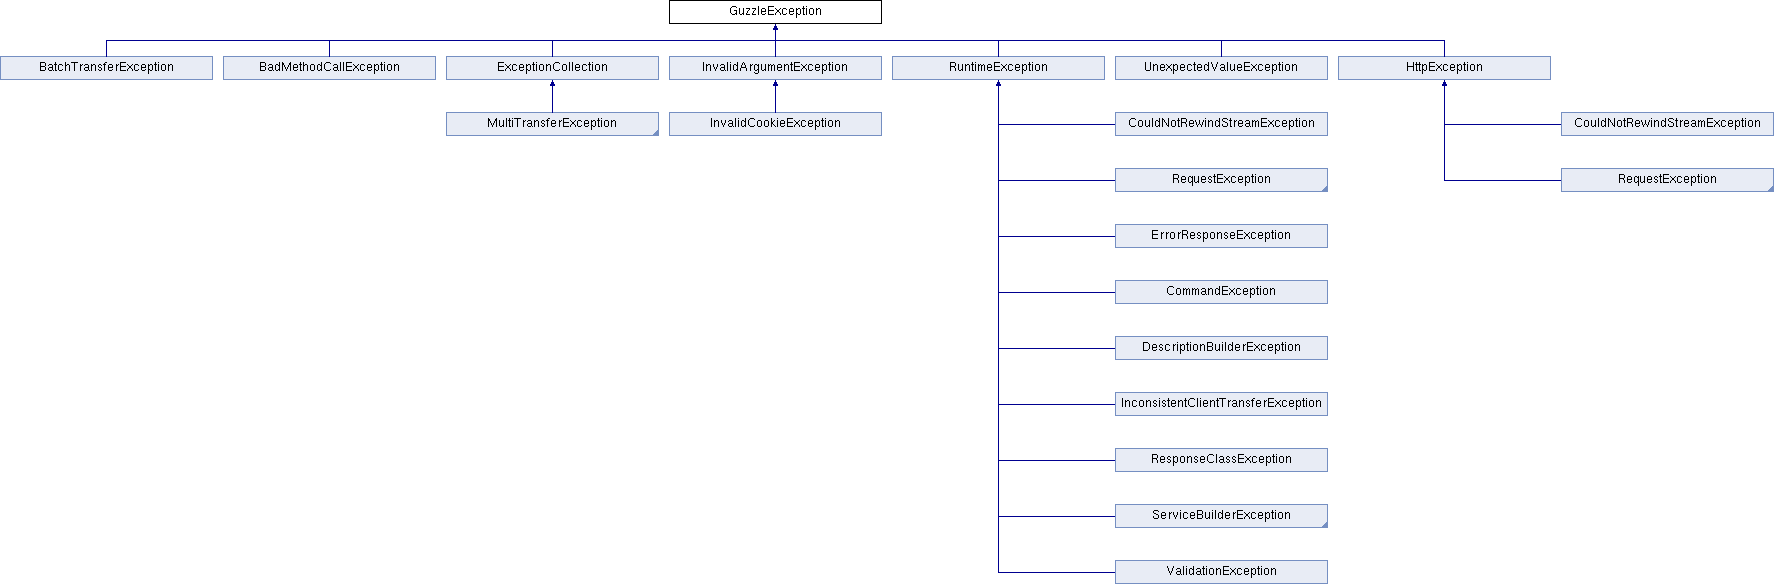 GuzzleException
BatchTransferException BadMethodCallException ExceptionCollection InvalidArgumentException RuntimeException UnexpectedValueException HttpException
MultiTransferException InvalidCookieException CouldNotRewindStreamException CouldNotRewindStreamException
RequestException RequestException
ErrorResponseException
CommandException
DescriptionBuilderException
InconsistentClientTransferException
ResponseClassException
ServiceBuilderException
ValidationException